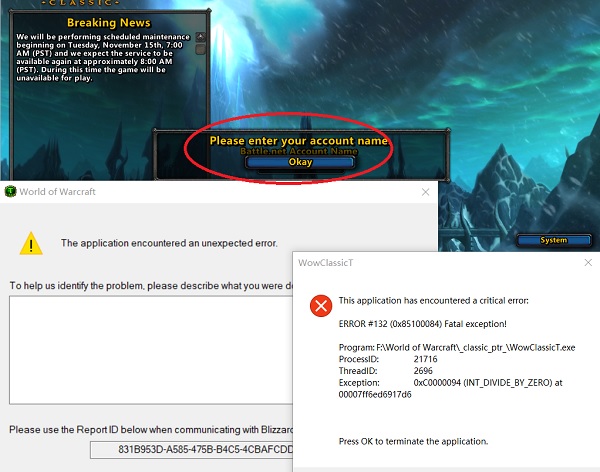 CLASSIC
Breaking News
We will be performing scheduled maintenance
beginning on Tuesday, November 15th, 7:00
AM (PST) and we expect the service to be
available again at approximately 8:00 AM
(PST). During this time the game will be
unavailable for play.
Please enter your account name
Battle.net Account Name
Okay
World of Warcraft
The application encountered an unexpected error.
System
WowClassicT
To help us identify the problem, please describe what you were
This application has encountered a critical error:
ERROR #132 (0x85100084) Fatal exception!
Program: F:\World of Warcraft\_classic_ptr_\WowClassicT.exe
ProcessID: 21716
ThreadID: 2696
Exception: 0xC0000094 (INT_DIVIDE_BY_ZERO) at
00007ff6ed6917d6
Please use the Report ID below when communicating with Blizzard
831B953D-A585-475B-B4C5-4CBAFCDD
Press OK to terminate the application.